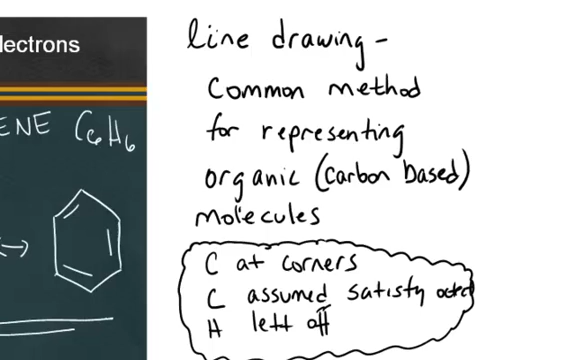 lectrons
ENE C6H6
line drawing -
Common method
for representing
organic (carbon based)
molecules
C at corners
C assumed satisfy octet
H left off